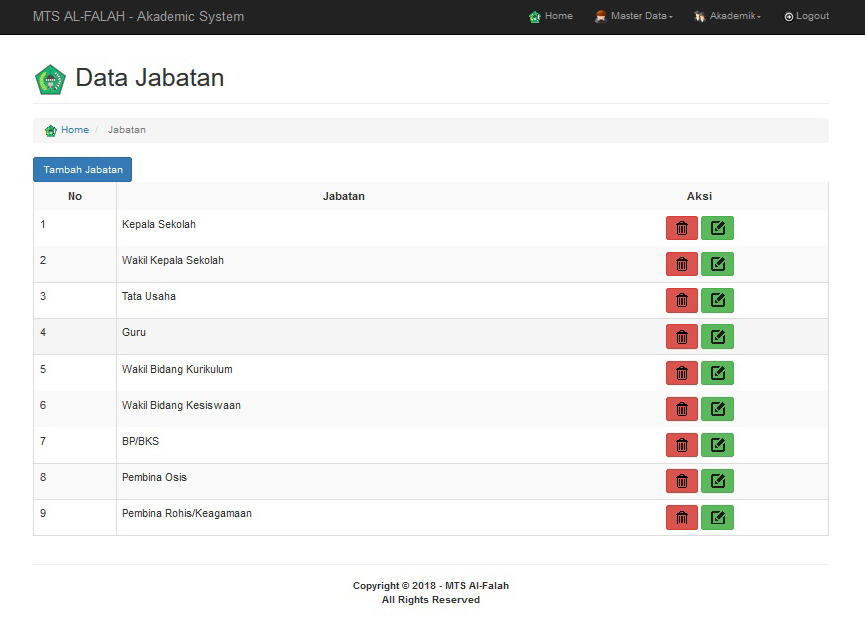 MTS AL-FALAH - Akademic System Home Master Data Akademik Logout
Data Jabatan
Home / Jabatan
Tambah Jabatan
No Jabatan Aksi
1 Kepala Sekolah
2 Wakil Kepala Sekolah
3 Tata Usaha
4 Guru
5 Wakil Bidang Kurikulum
6 Wakil Bidang Kesiswaan
7 BP/BKS
8 Pembina Osis
9 Pembina Rohis/Keagamaan
Copyright © 2018 - MTS Al-Falah
All Rights Reserved